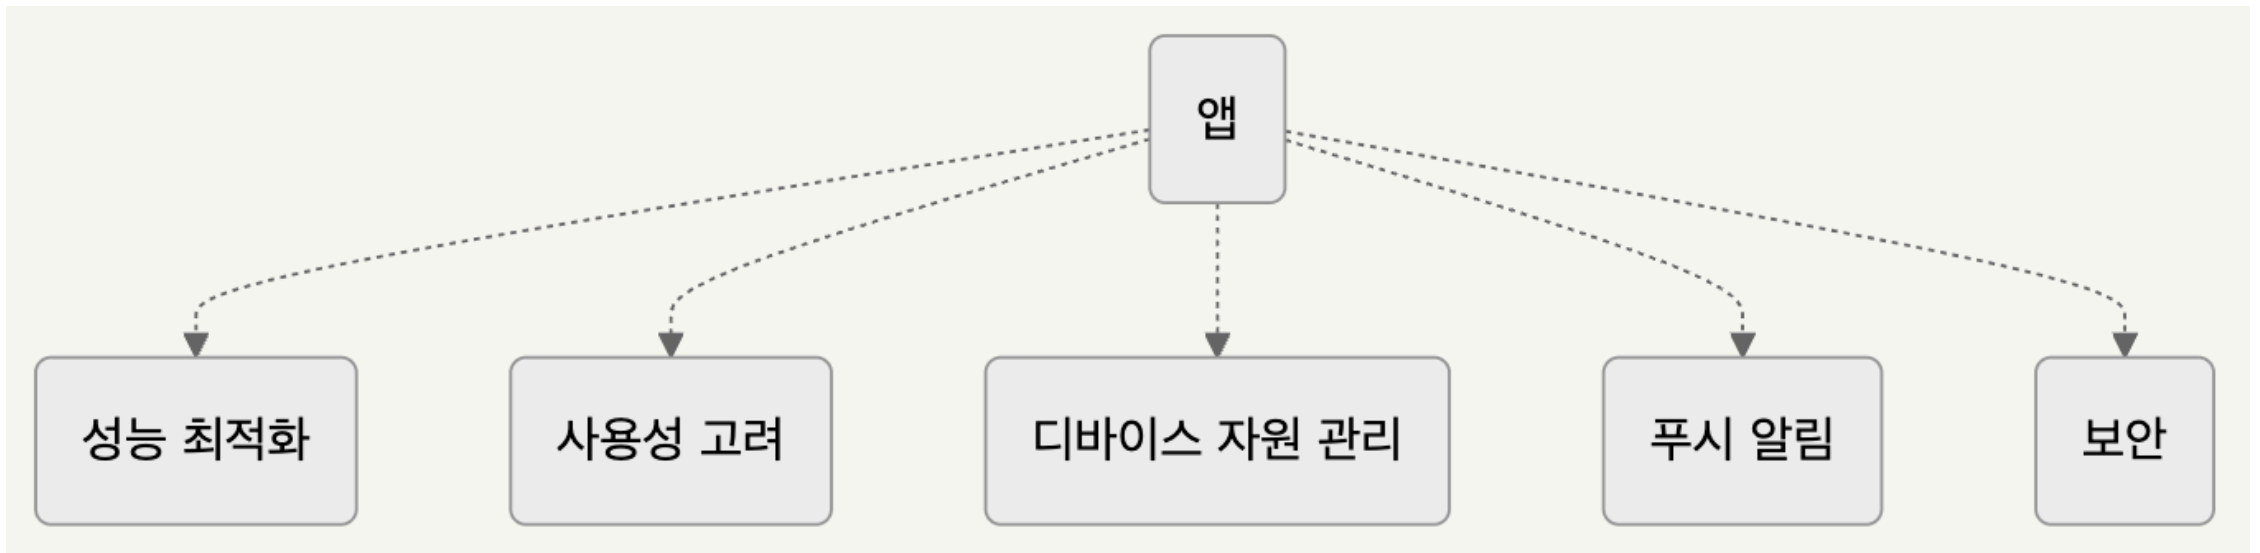 앱
성능 최적화
사용성 고려
디바이스 자원 관리
푸시 알림
보안